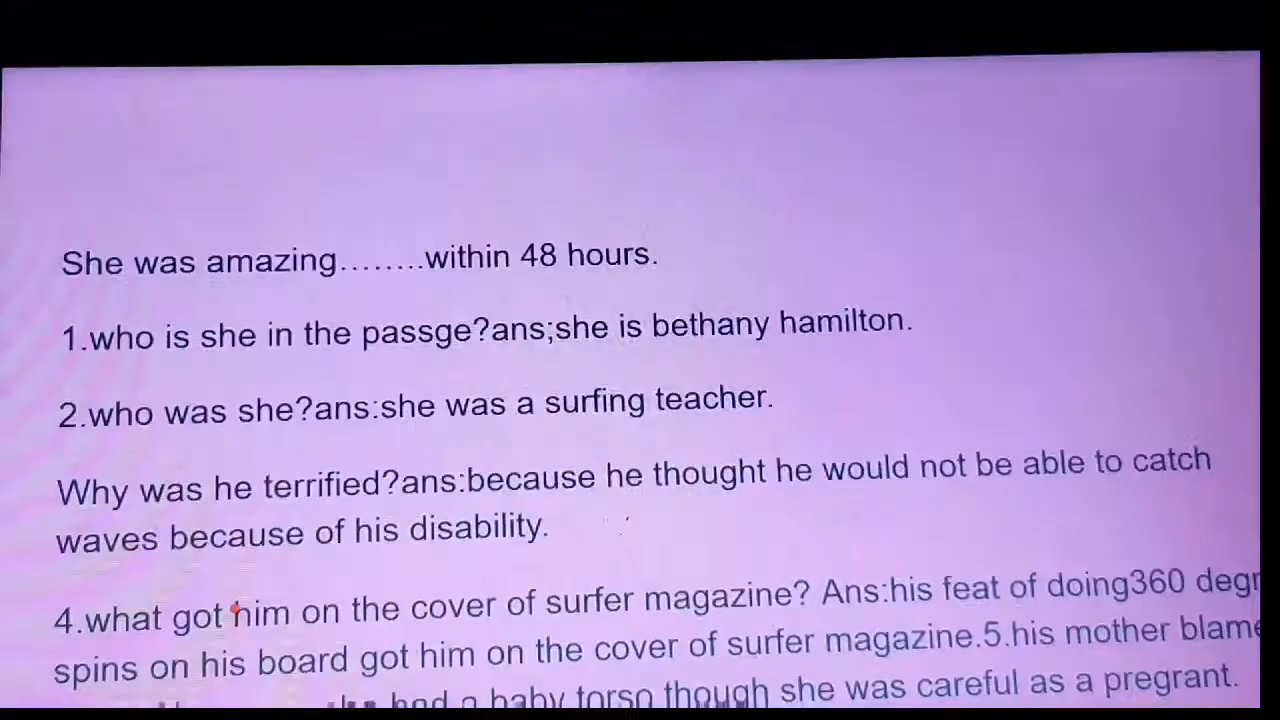 She was amazing........within 48 hours.
1.who is she in the passge?ans;she is bethany hamilton.
2.who was she?ans:she was a surfing teacher.
Why was he terrified?ans:because he thought he would not be able to catch
waves because of his disability.
4.what got him on the cover of surfer magazine? Ans:his feat of doing360 degr
spins on his board got him on the cover of surfer magazine.5.his mother blame
had a baby torso though she was careful as a pregrant.